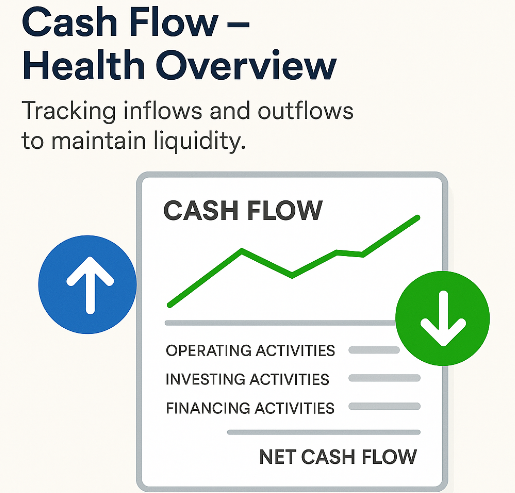 Cash Flow –
Health Overview
Tracking inflows and outflows
to maintain liquidity.
CASH FLOW
OPERATING ACTIVITIES
INVESTING ACTIVITIES
FINANCING ACTIVITIES
NET CASH FLOW